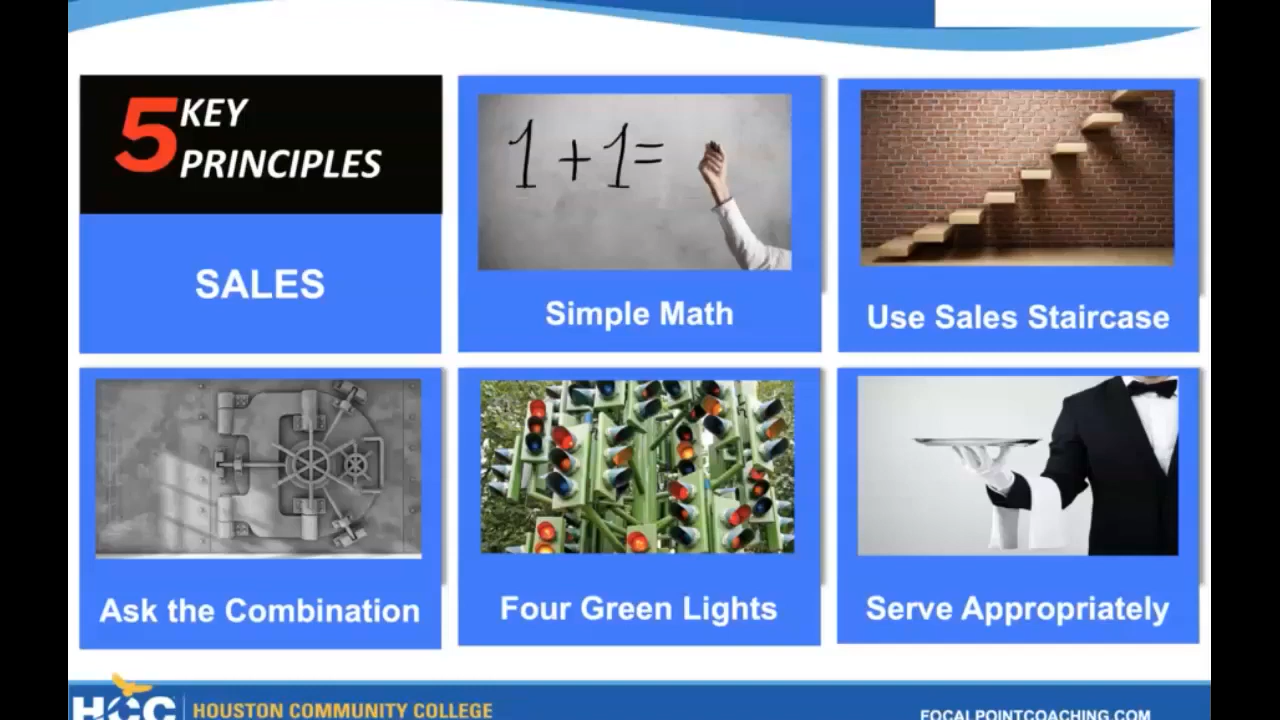 5 KEY
PRINCIPLES
SALES
1 + 1 =
Simple Math
Use Sales Staircase
Ask the Combination
Four Green Lights
Serve Appropriately
HCC
HOUSTON COMMUNITY COLLEGE
FOCALPOINTCOACHING.COM